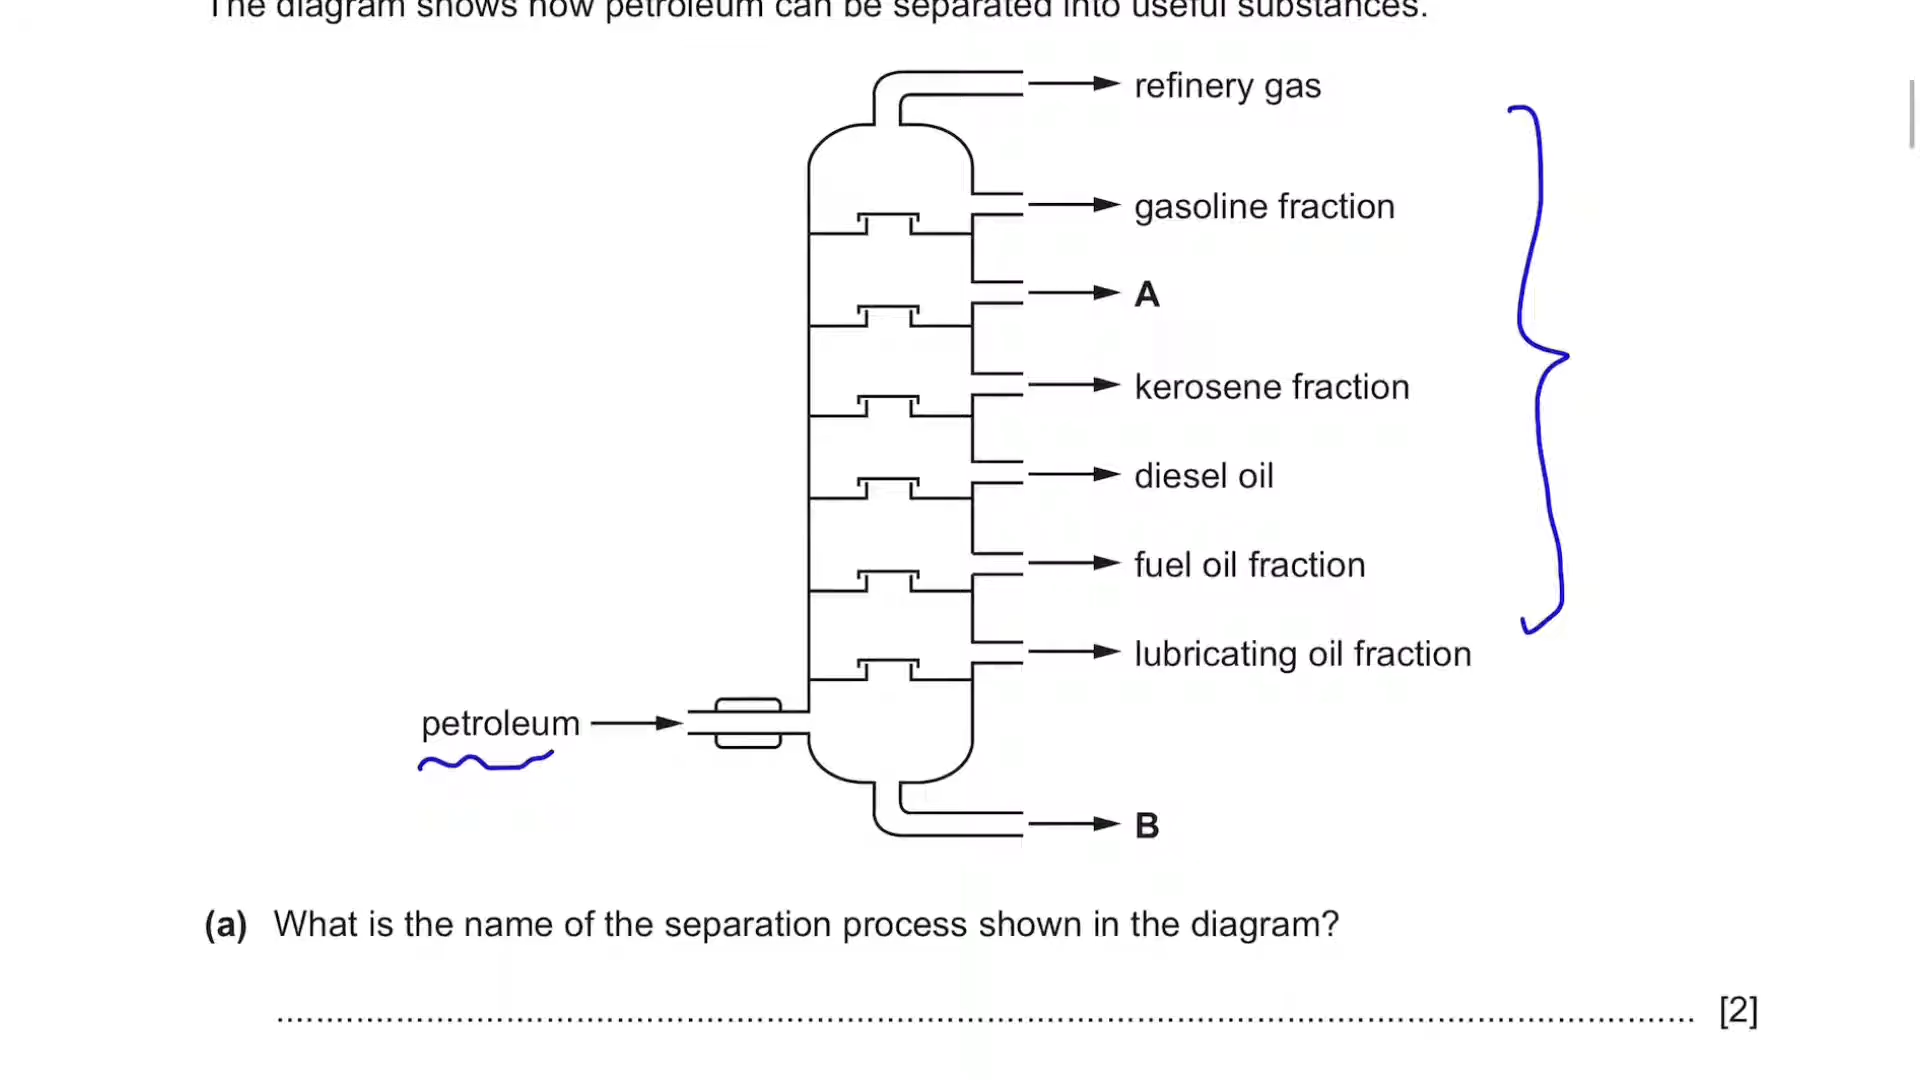 The diagram shows how petroleum can be separated into useful substances.
refinery gas
gasoline fraction
A
kerosene fraction
diesel oil
fuel oil fraction
lubricating oil fraction
petroleum
B
(a) What is the name of the separation process shown in the diagram?
.................................................................................................................................................. [2]